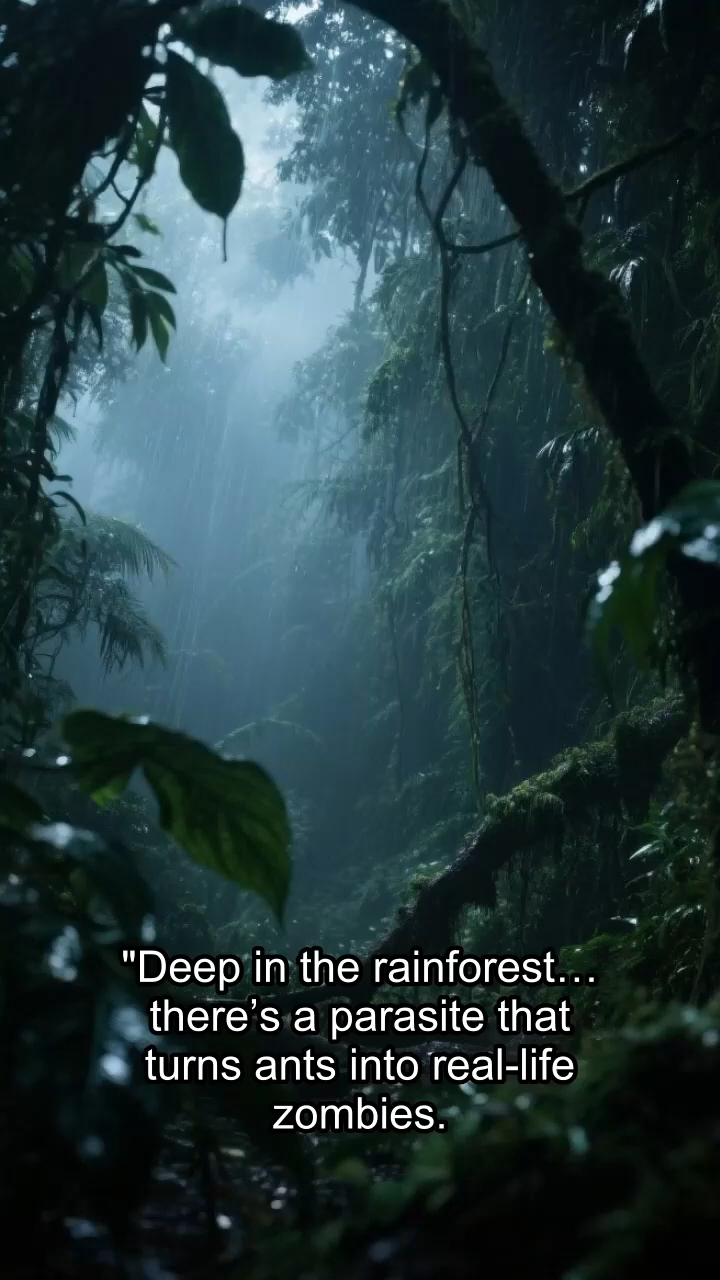 "Deep in the rainforest…
there’s a parasite that
turns ants into real-life
zombies.